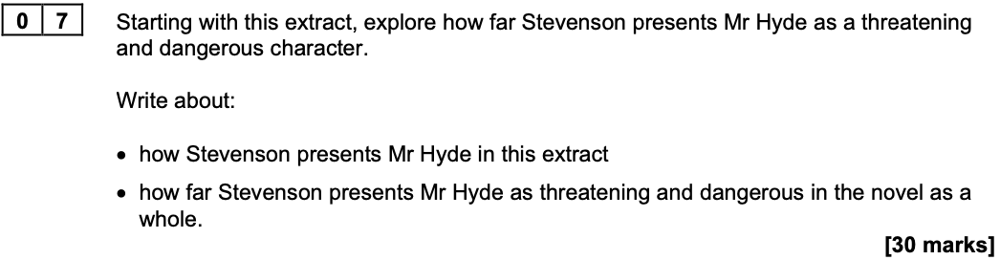 0 7 Starting with this extract, explore how far Stevenson presents Mr Hyde as a threatening
and dangerous character.
Write about:
• how Stevenson presents Mr Hyde in this extract
• how far Stevenson presents Mr Hyde as threatening and dangerous in the novel as a
whole.
[30 marks]